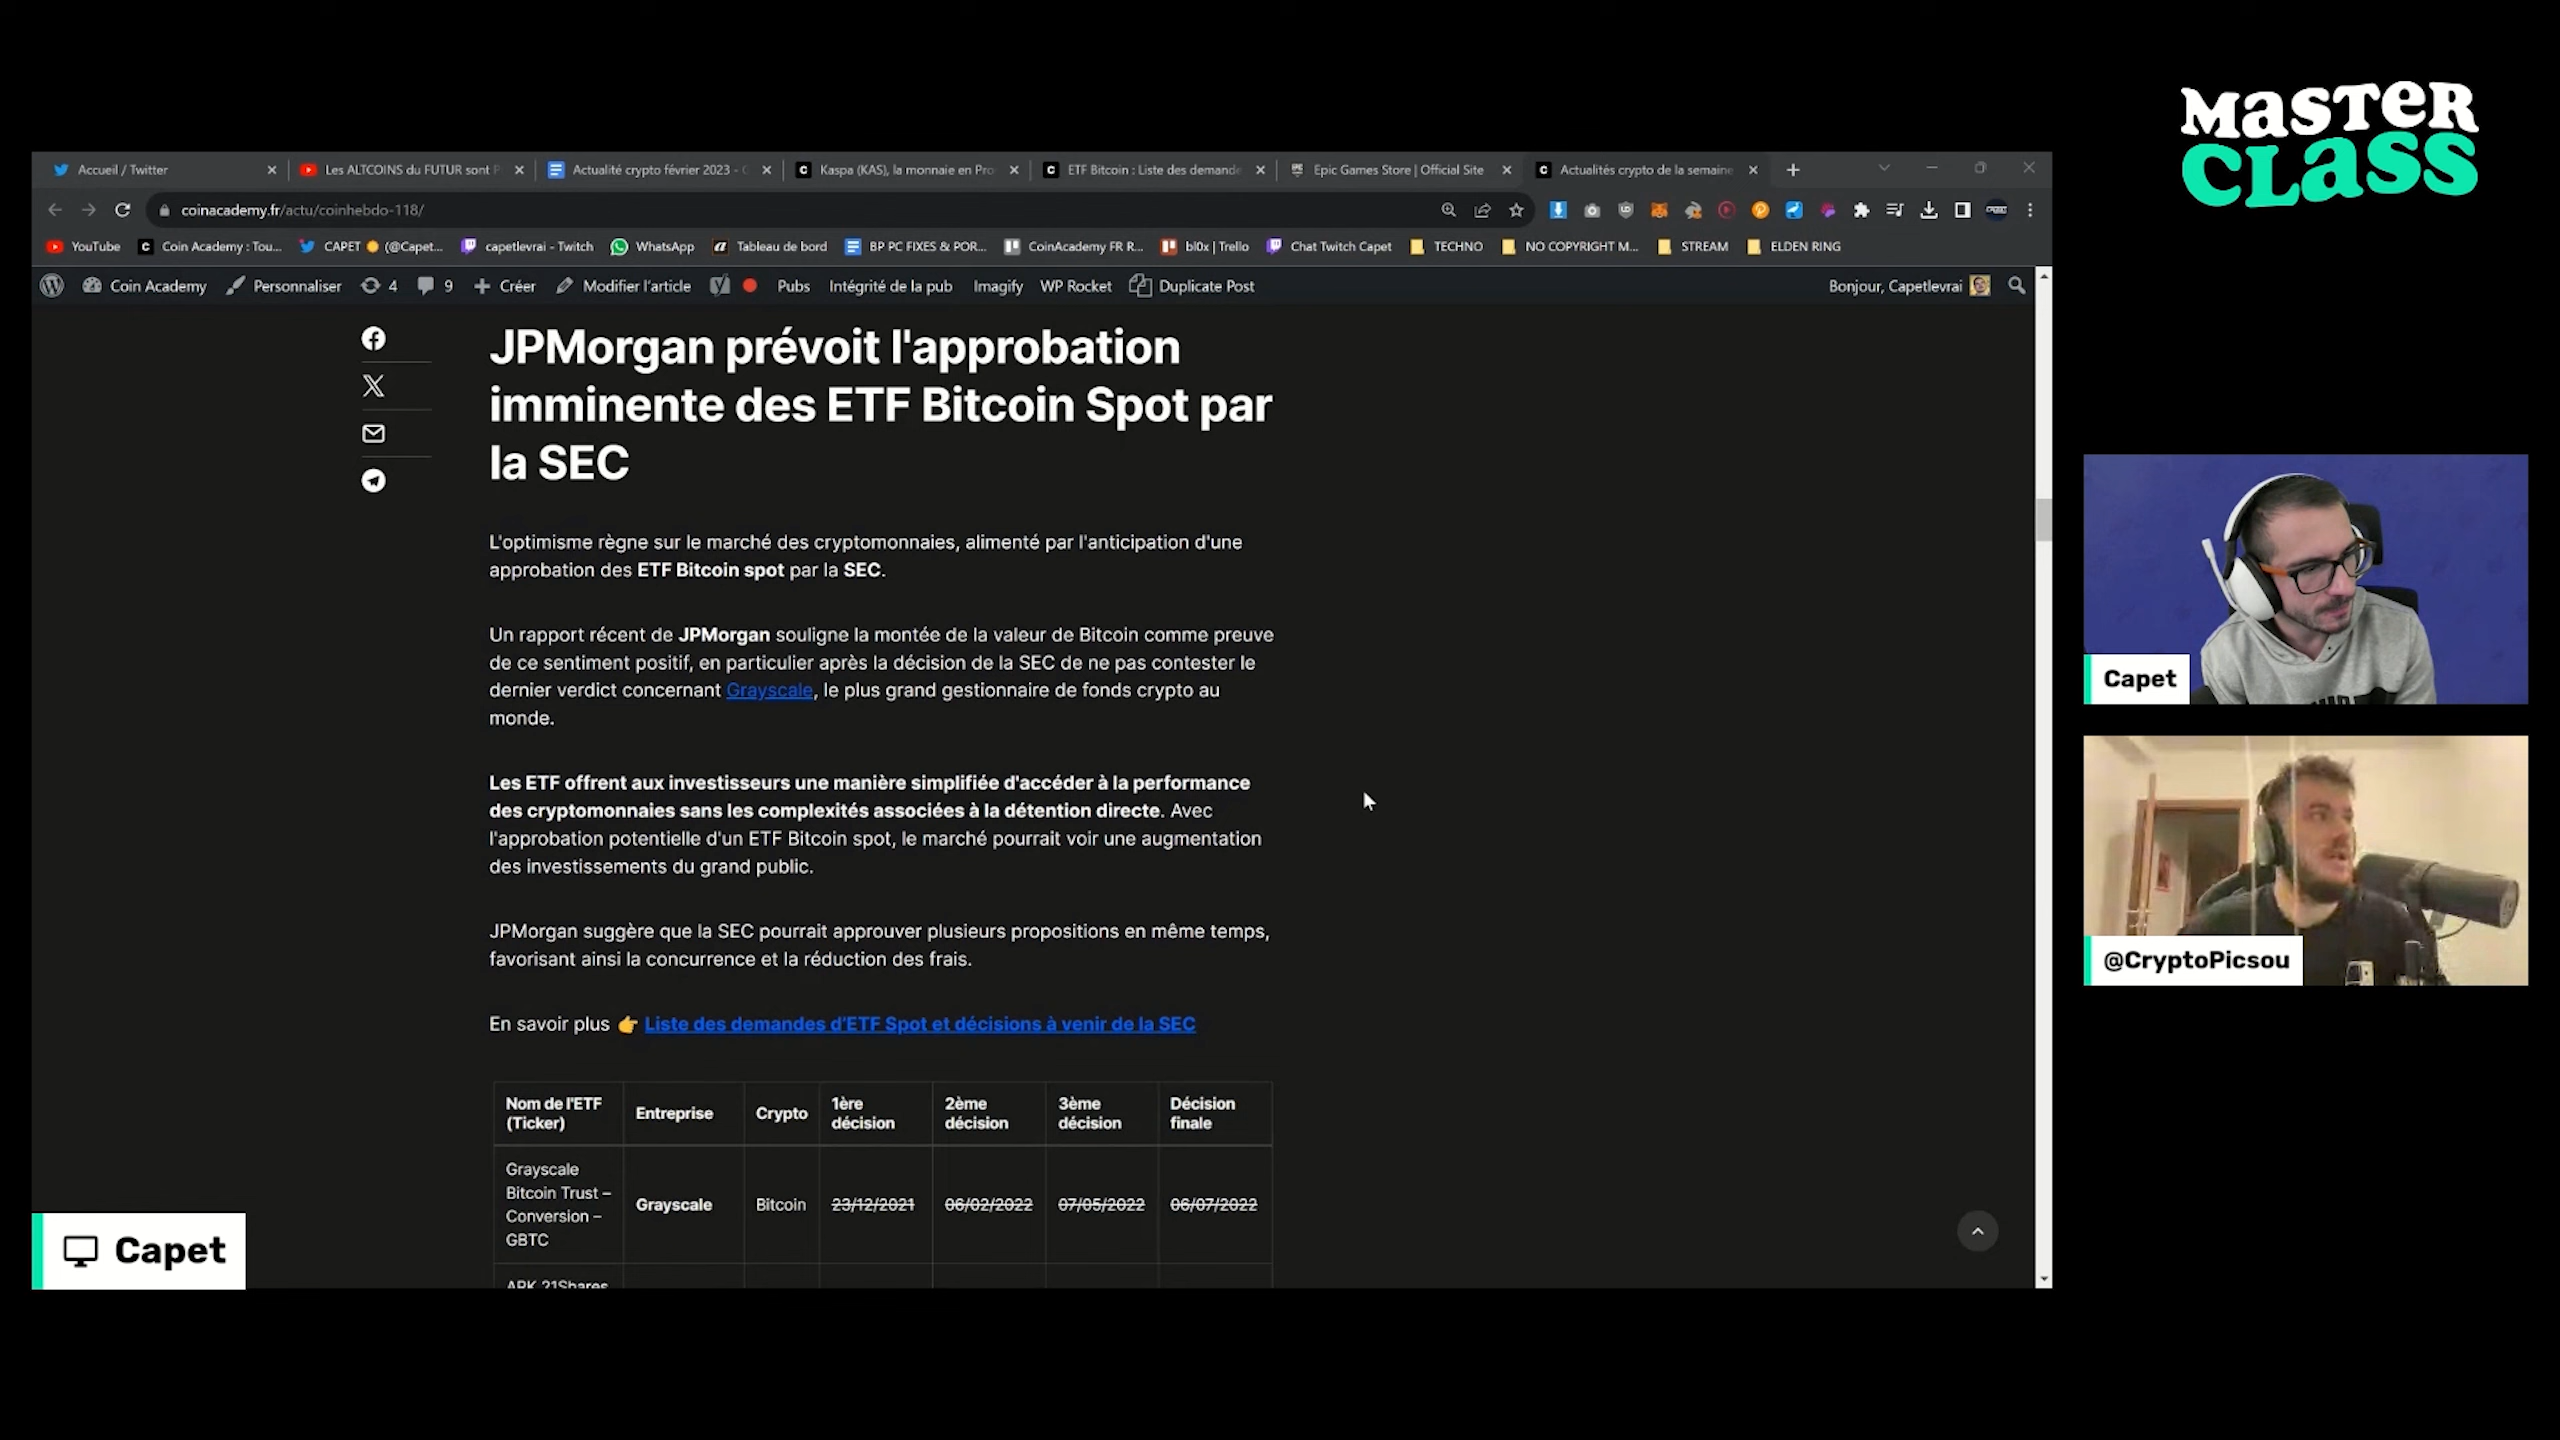 MASTER
CLASS
Accueil / Twitter
Les ALTCOINS du FUTUR sont
Actualité crypto février 2023 -
Kaspa (KAS), la monnaie en Pro
ETF Bitcoin : Liste des demande
Epic Games Store | Official Site
Actualités crypto de la semaine
coinacademy.fr/actu/coinhebdo-118/
YouTube
Coin Academy : Tou...
CAPET (@Capet...
capetlevrai - Twitch
WhatsApp
Tableau de bord
BP PC FIXES & POR...
CoinAcademy FR R...
bl0x | Trello
Chat Twitch Capet
TECHNO
NO COPYRIGHT M...
STREAM
ELDEN RING
Coin Academy
Personnaliser
4
9
Créer
Modifier l'article
Pubs
Intégrité de la pub
Imagify
WP Rocket
Duplicate Post
Bonjour, Capetlevrai
JPMorgan prévoit l'approbation
imminente des ETF Bitcoin Spot par
la SEC
L'optimisme règne sur le marché des cryptomonnaies, alimenté par l'anticipation d'une
approbation des ETF Bitcoin spot par la SEC.
Un rapport récent de JPMorgan souligne la montée de la valeur de Bitcoin comme preuve
de ce sentiment positif, en particulier après la décision de la SEC de ne pas contester le
dernier verdict concernant Grayscale, le plus grand gestionnaire de fonds crypto au
monde.
Les ETF offrent aux investisseurs une manière simplifiée d'accéder à la performance
des cryptomonnaies sans les complexités associées à la détention directe. Avec
l'approbation potentielle d'un ETF Bitcoin spot, le marché pourrait voir une augmentation
des investissements du grand public.
JPMorgan suggère que la SEC pourrait approuver plusieurs propositions en même temps,
favorisant ainsi la concurrence et la réduction des frais.
En savoir plus 👉 Liste des demandes d'ETF Spot et décisions à venir de la SEC
Nom de l'ETF
(Ticker)
Entreprise
Crypto
1ère
décision
2ème
décision
3ème
décision
Décision
finale
Grayscale
Bitcoin Trust –
Conversion –
GBTC
Grayscale
Bitcoin
23/12/2021
06/02/2022
07/05/2022
06/07/2022
ARK 21Shares
Capet
@CryptoPicsou
Capet